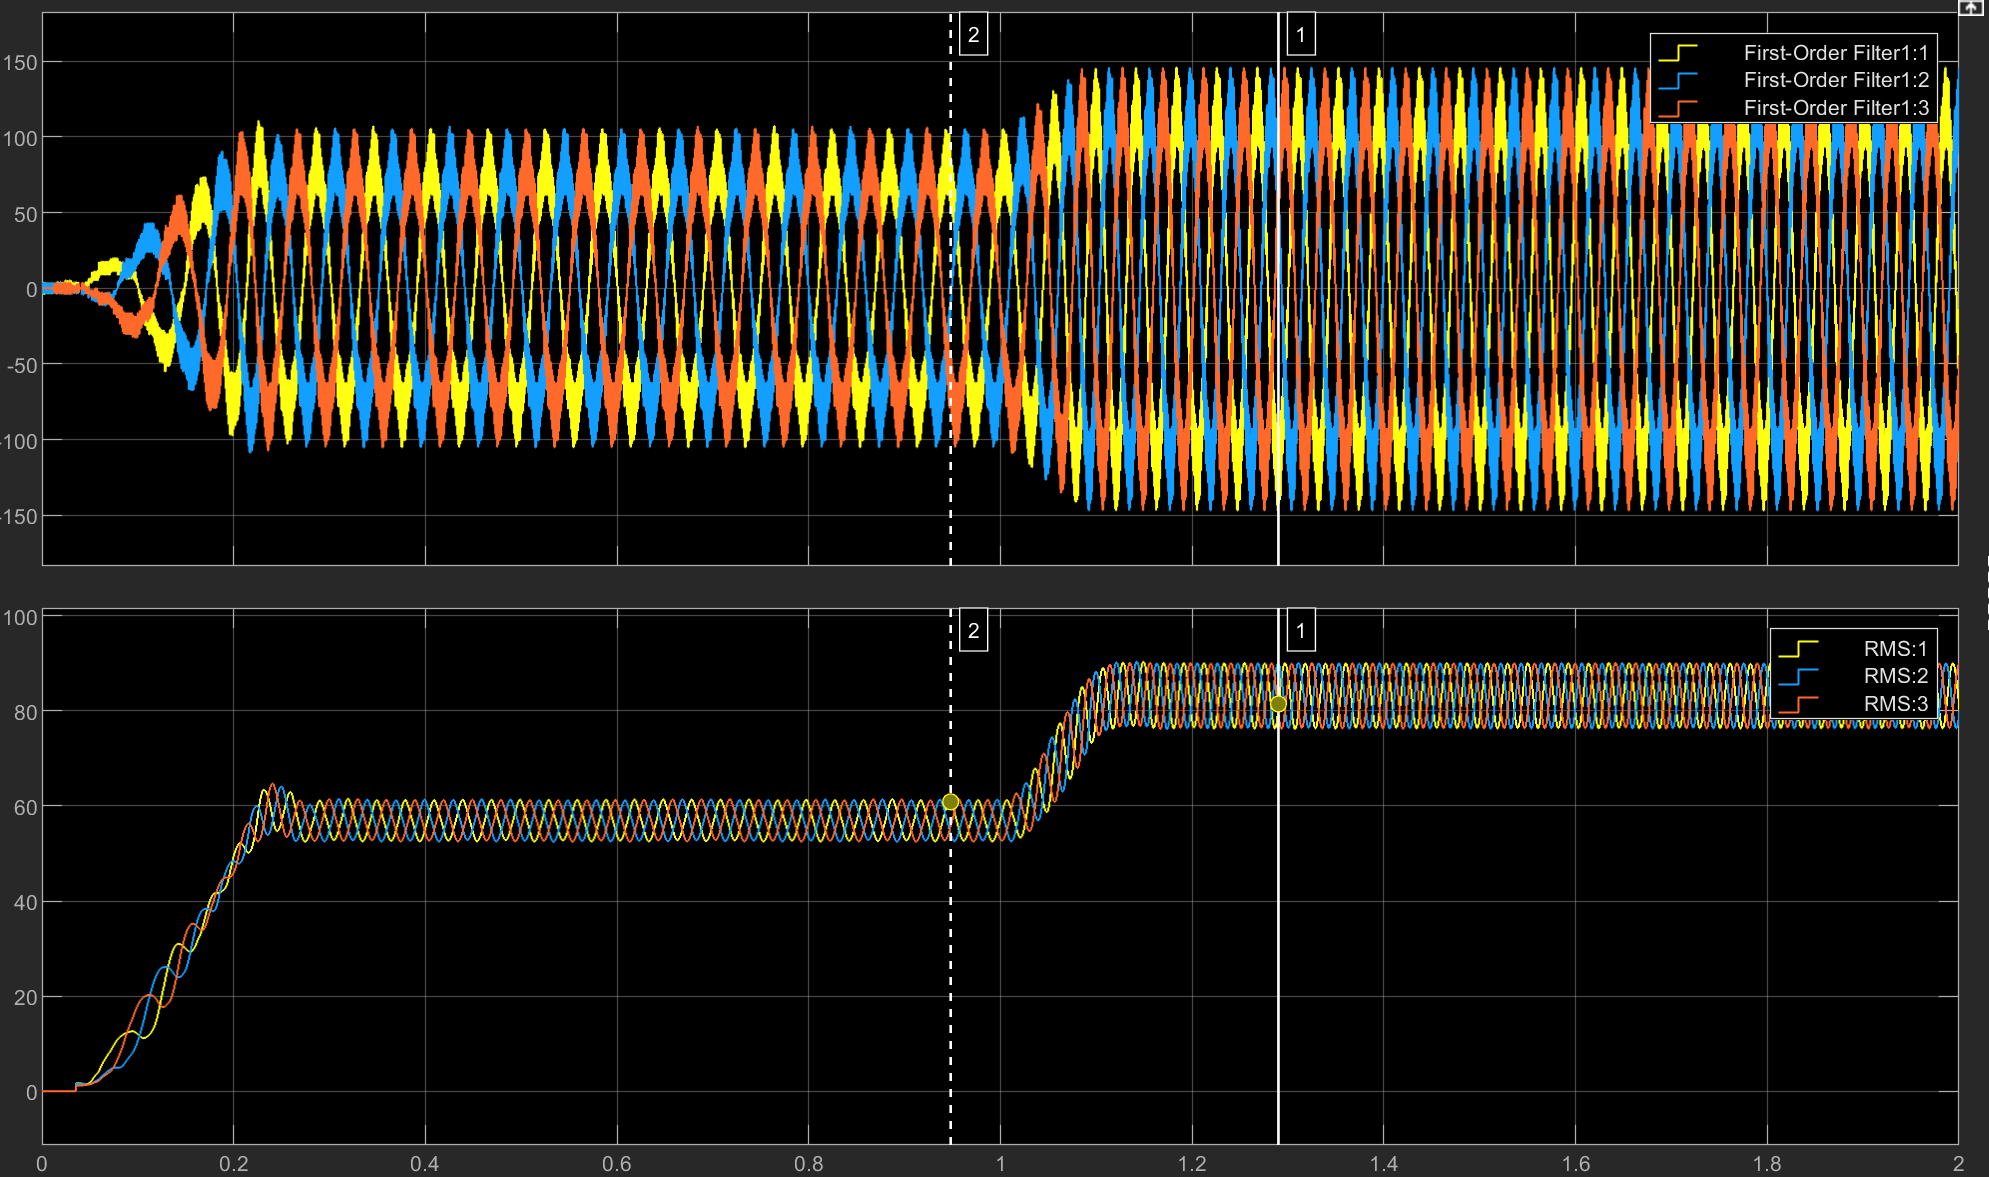 2
1
First-Order Filter1:1
First-Order Filter1:2
First-Order Filter1:3
150
100
50
0
-50
-100
-150
2
1
RMS:1
RMS:2
RMS:3
100
80
60
40
20
0
0 0.2 0.4 0.6 0.8 1 1.2 1.4 1.6 1.8 2